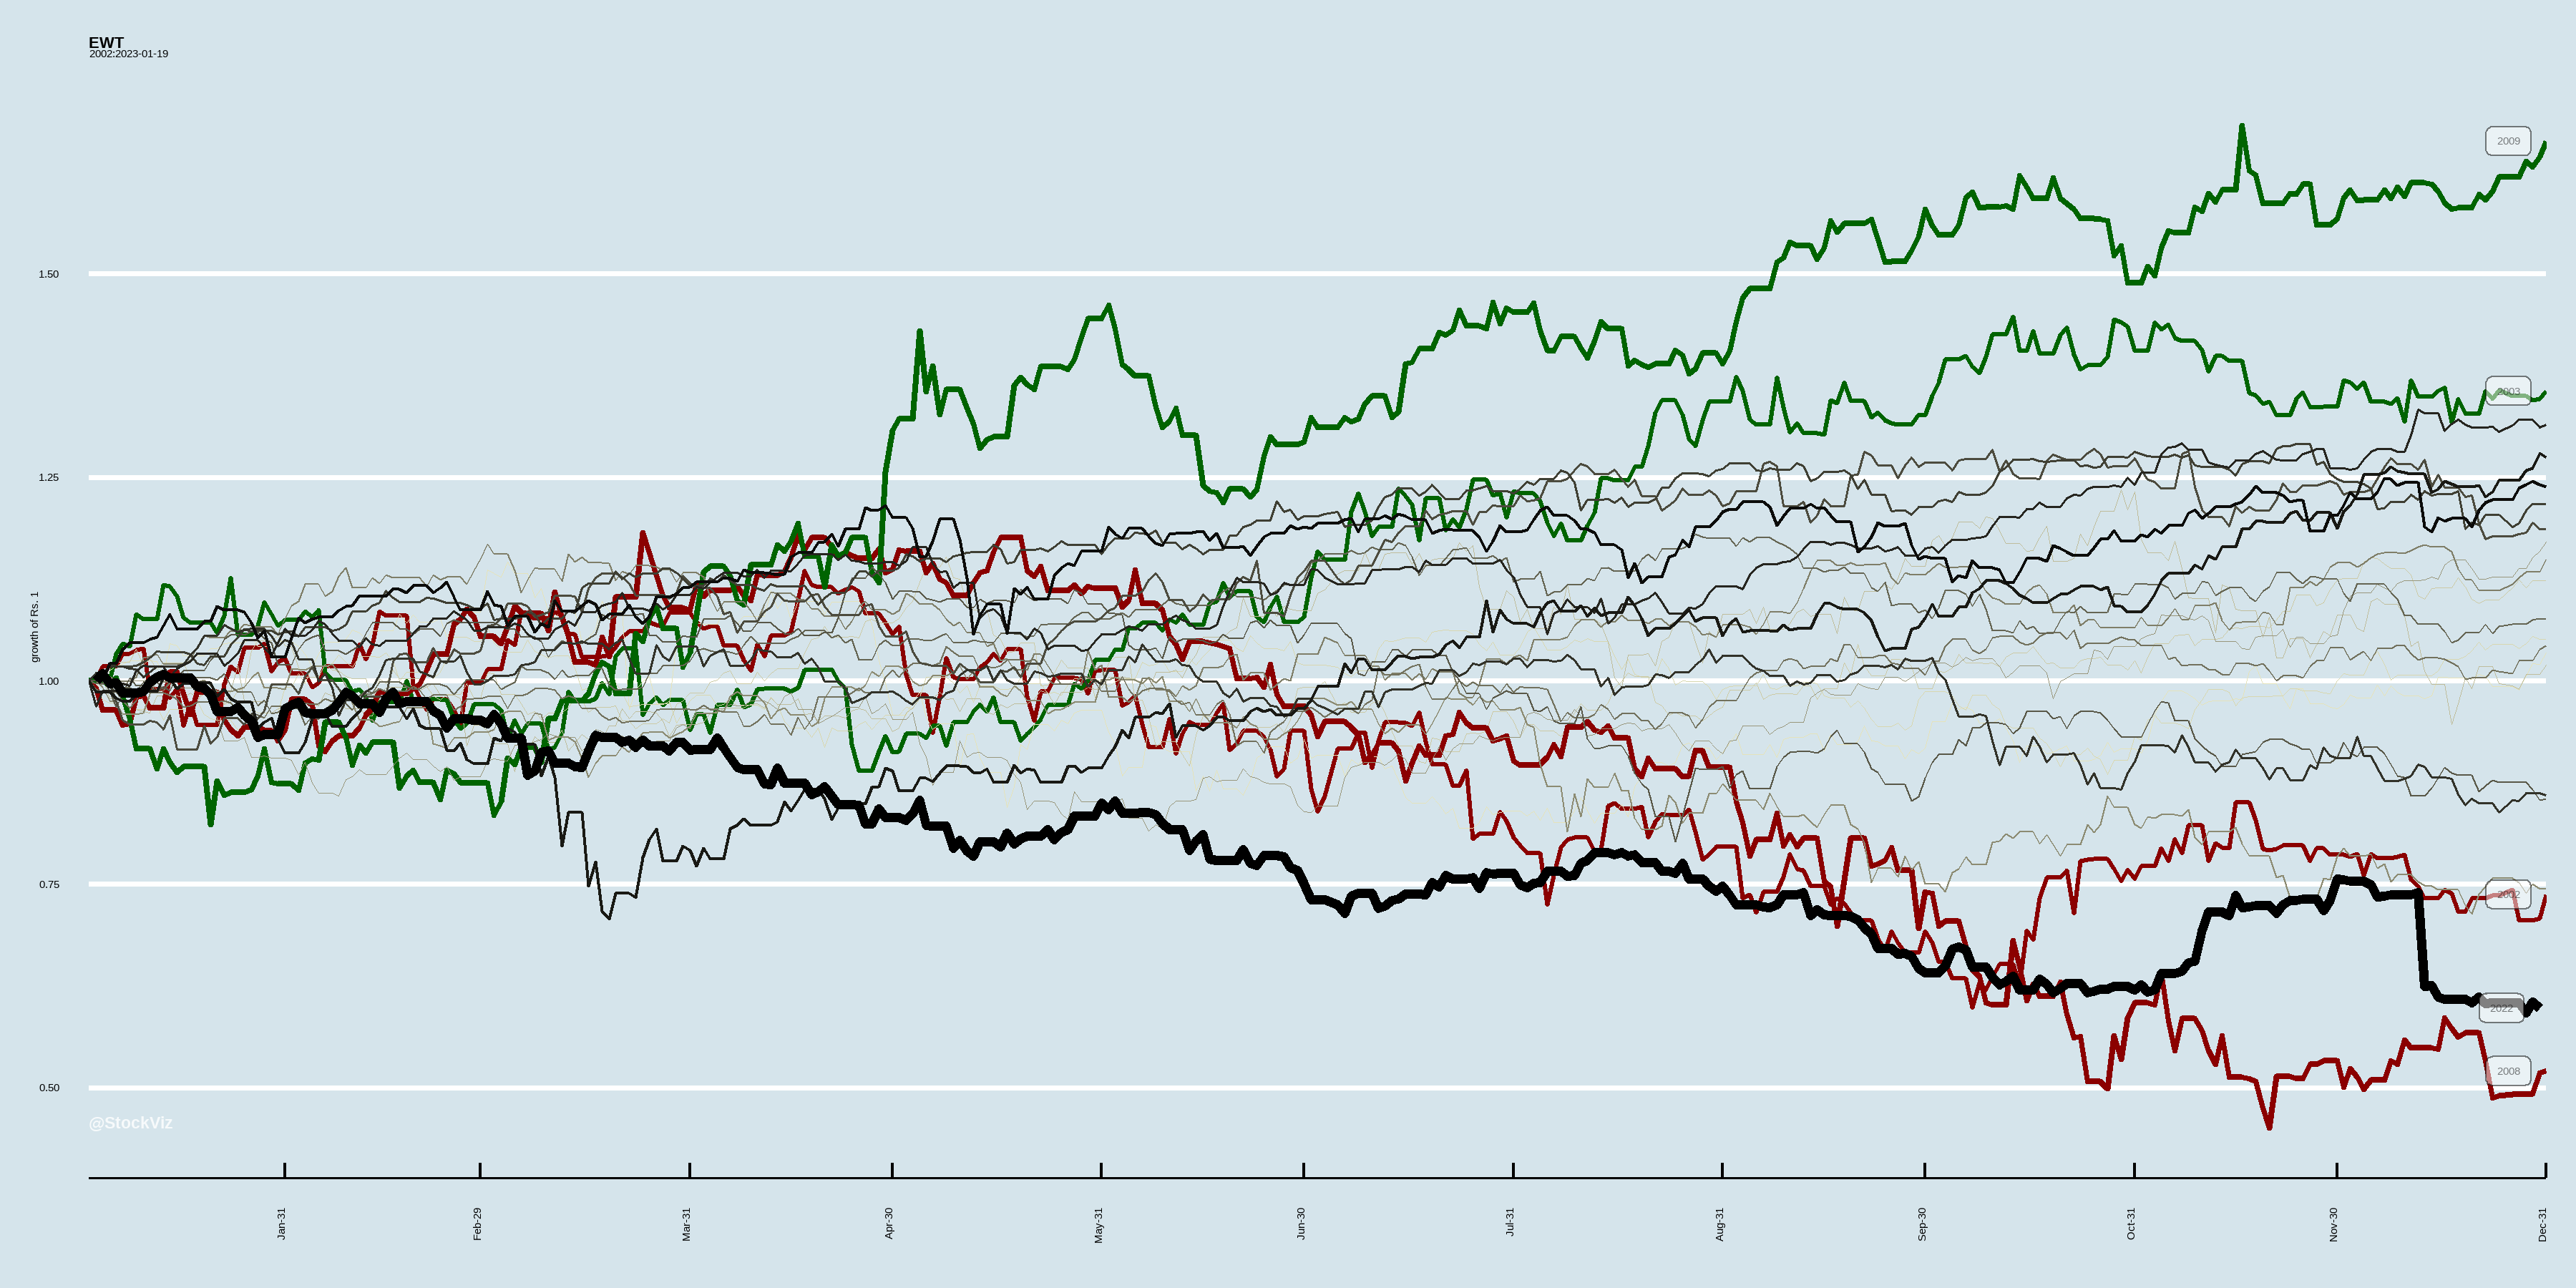 EWT
2002:2023-01-19
growth of Rs. 1
1.50
1.25
1.00
0.75
0.50
2009
2003
2002
2022
2008
@StockViz
Jan-31
Feb-29
Mar-31
Apr-30
May-31
Jun-30
Jul-31
Aug-31
Sep-30
Oct-31
Nov-30
Dec-31